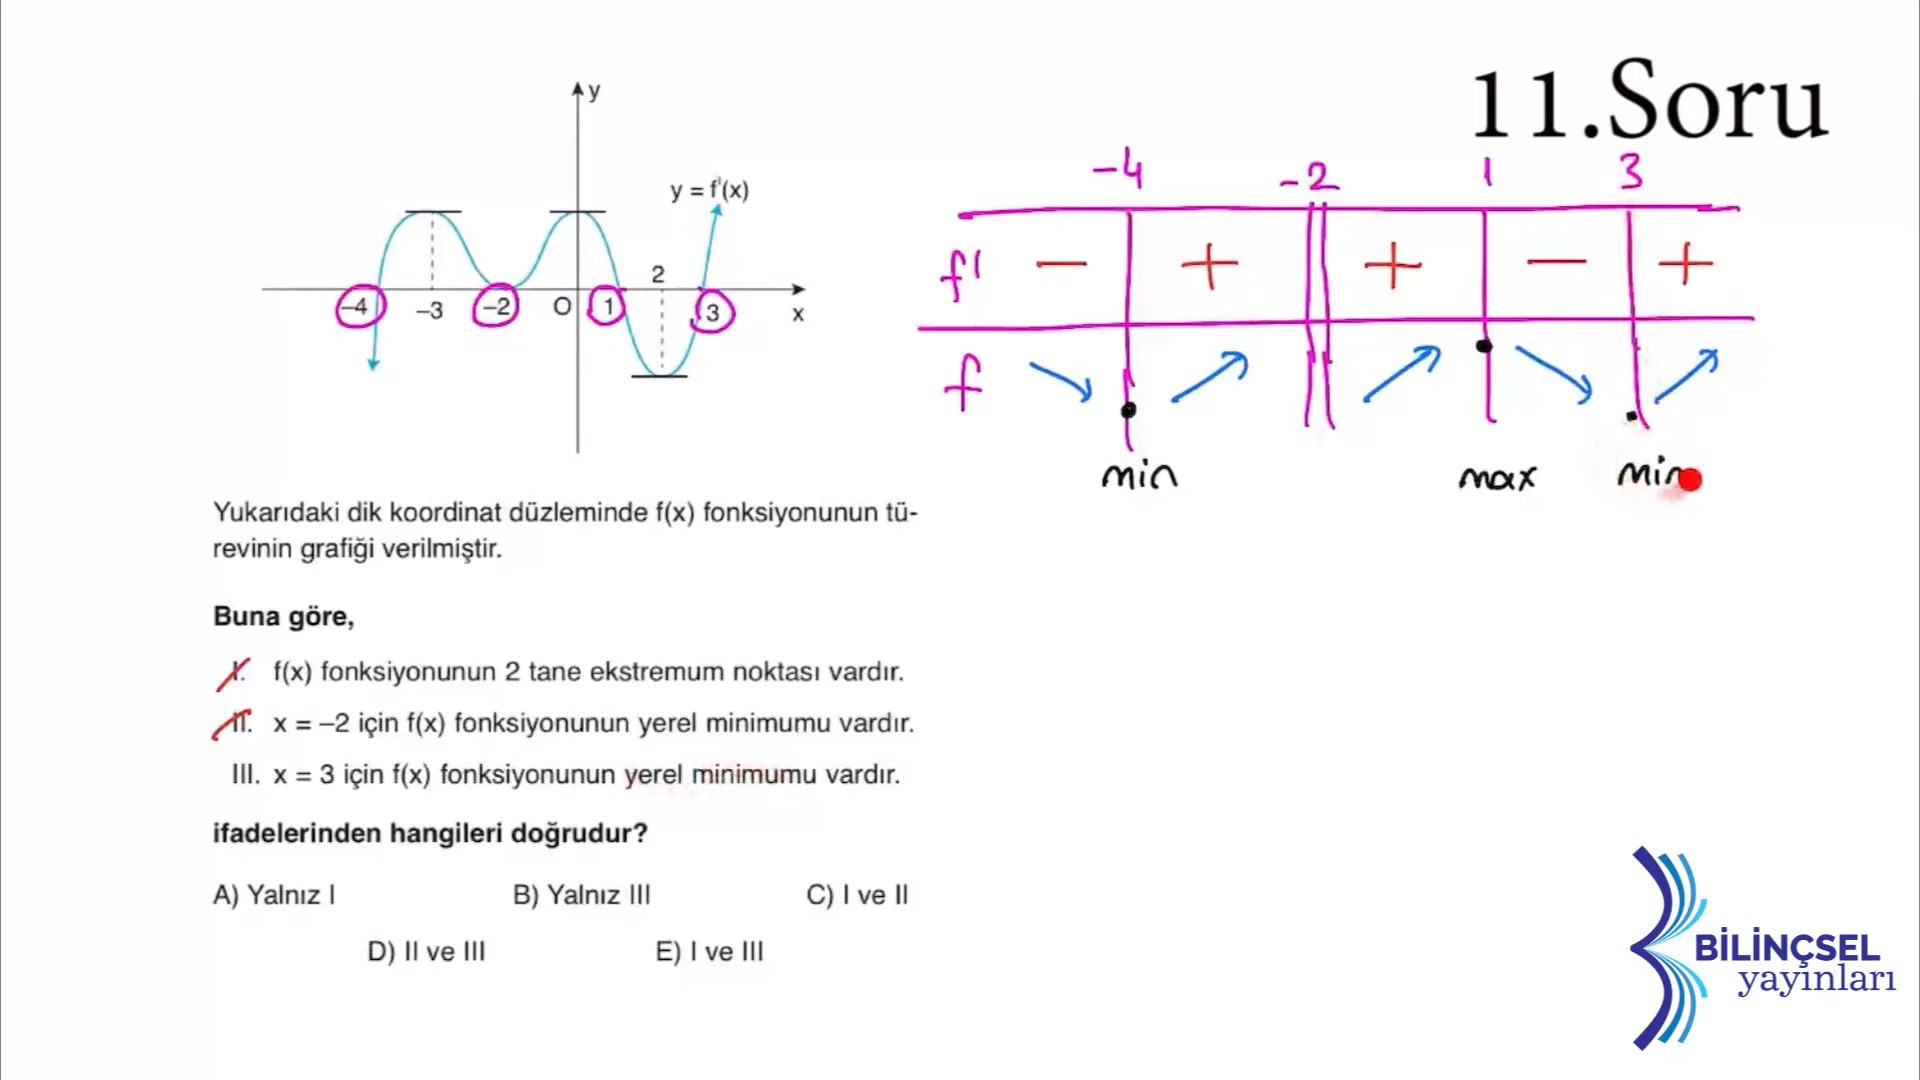 11.Soru
y
y = f'(x)
2
-4 -3 -2 O 1 3 x
-4 -2 1 3
f' - + + - +
f
min max min
Yukarıdaki dik koordinat düzleminde f(x) fonksiyonunun tü-
revinin grafiği verilmiştir.
Buna göre,
I. f(x) fonksiyonunun 2 tane ekstremum noktası vardır.
II. x = –2 için f(x) fonksiyonunun yerel minimumu vardır.
III. x = 3 için f(x) fonksiyonunun yerel minimumu vardır.
ifadelerinden hangileri doğrudur?
A) Yalnız I B) Yalnız III C) I ve II
D) II ve III E) I ve III
BİLİNÇSEL
yayınları